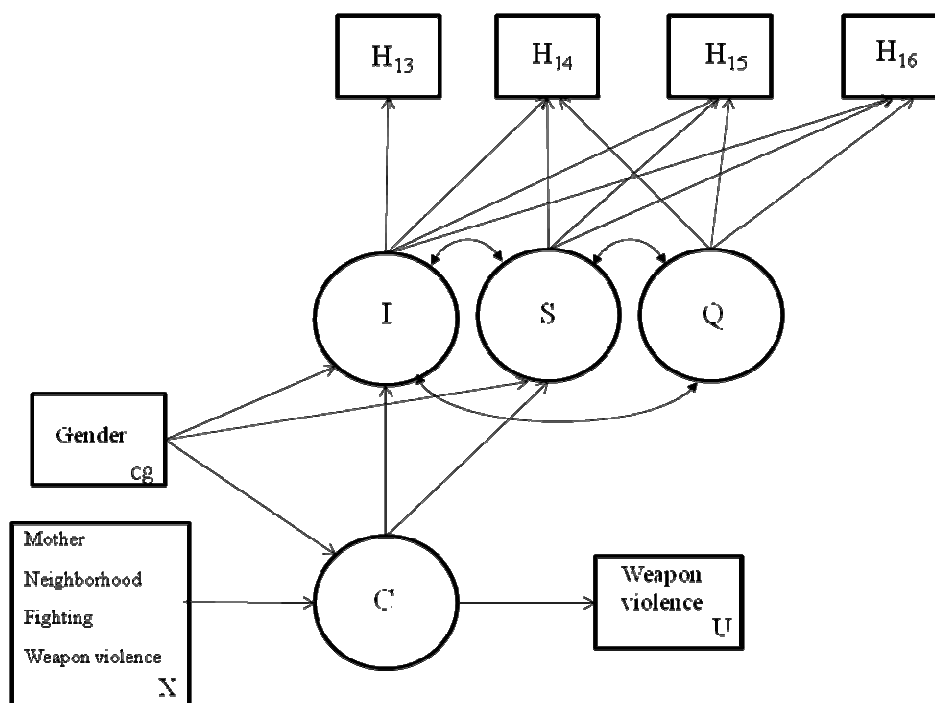 H13
H14
H15
H16
I
S
Q
Gender
cg
Mother
Neighborhood
Fighting
Weapon violence
X
C
Weapon
violence
U